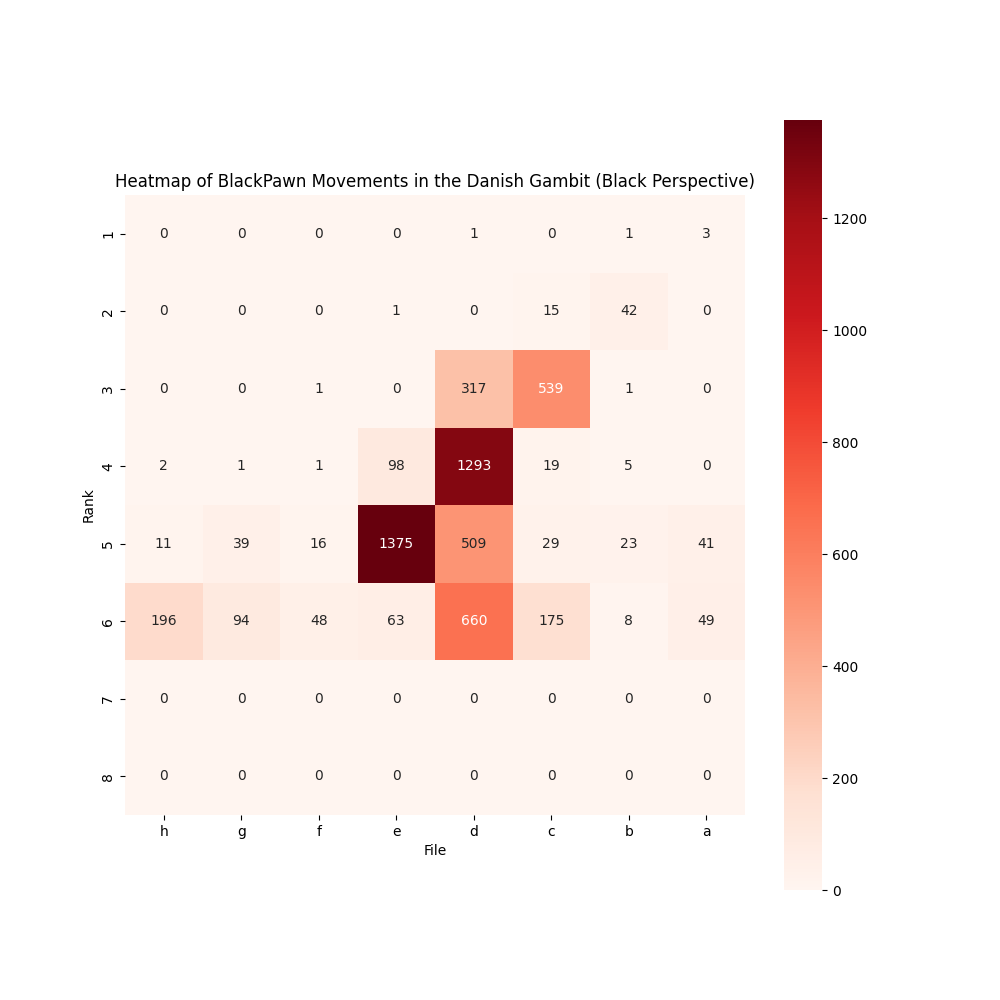 Heatmap of BlackPawn Movements in the Danish Gambit (Black Perspective)
1 0 0 0 0 1 0 1 3
2 0 0 0 1 0 15 42 0
3 0 0 1 0 317 539 1 0
4 2 1 1 98 1293 19 5 0
5 11 39 16 1375 509 29 23 41
6 196 94 48 63 660 175 8 49
7 0 0 0 0 0 0 0 0
8 0 0 0 0 0 0 0 0
h g f e d c b a
File
Rank
1200
1000
800
600
400
200
0